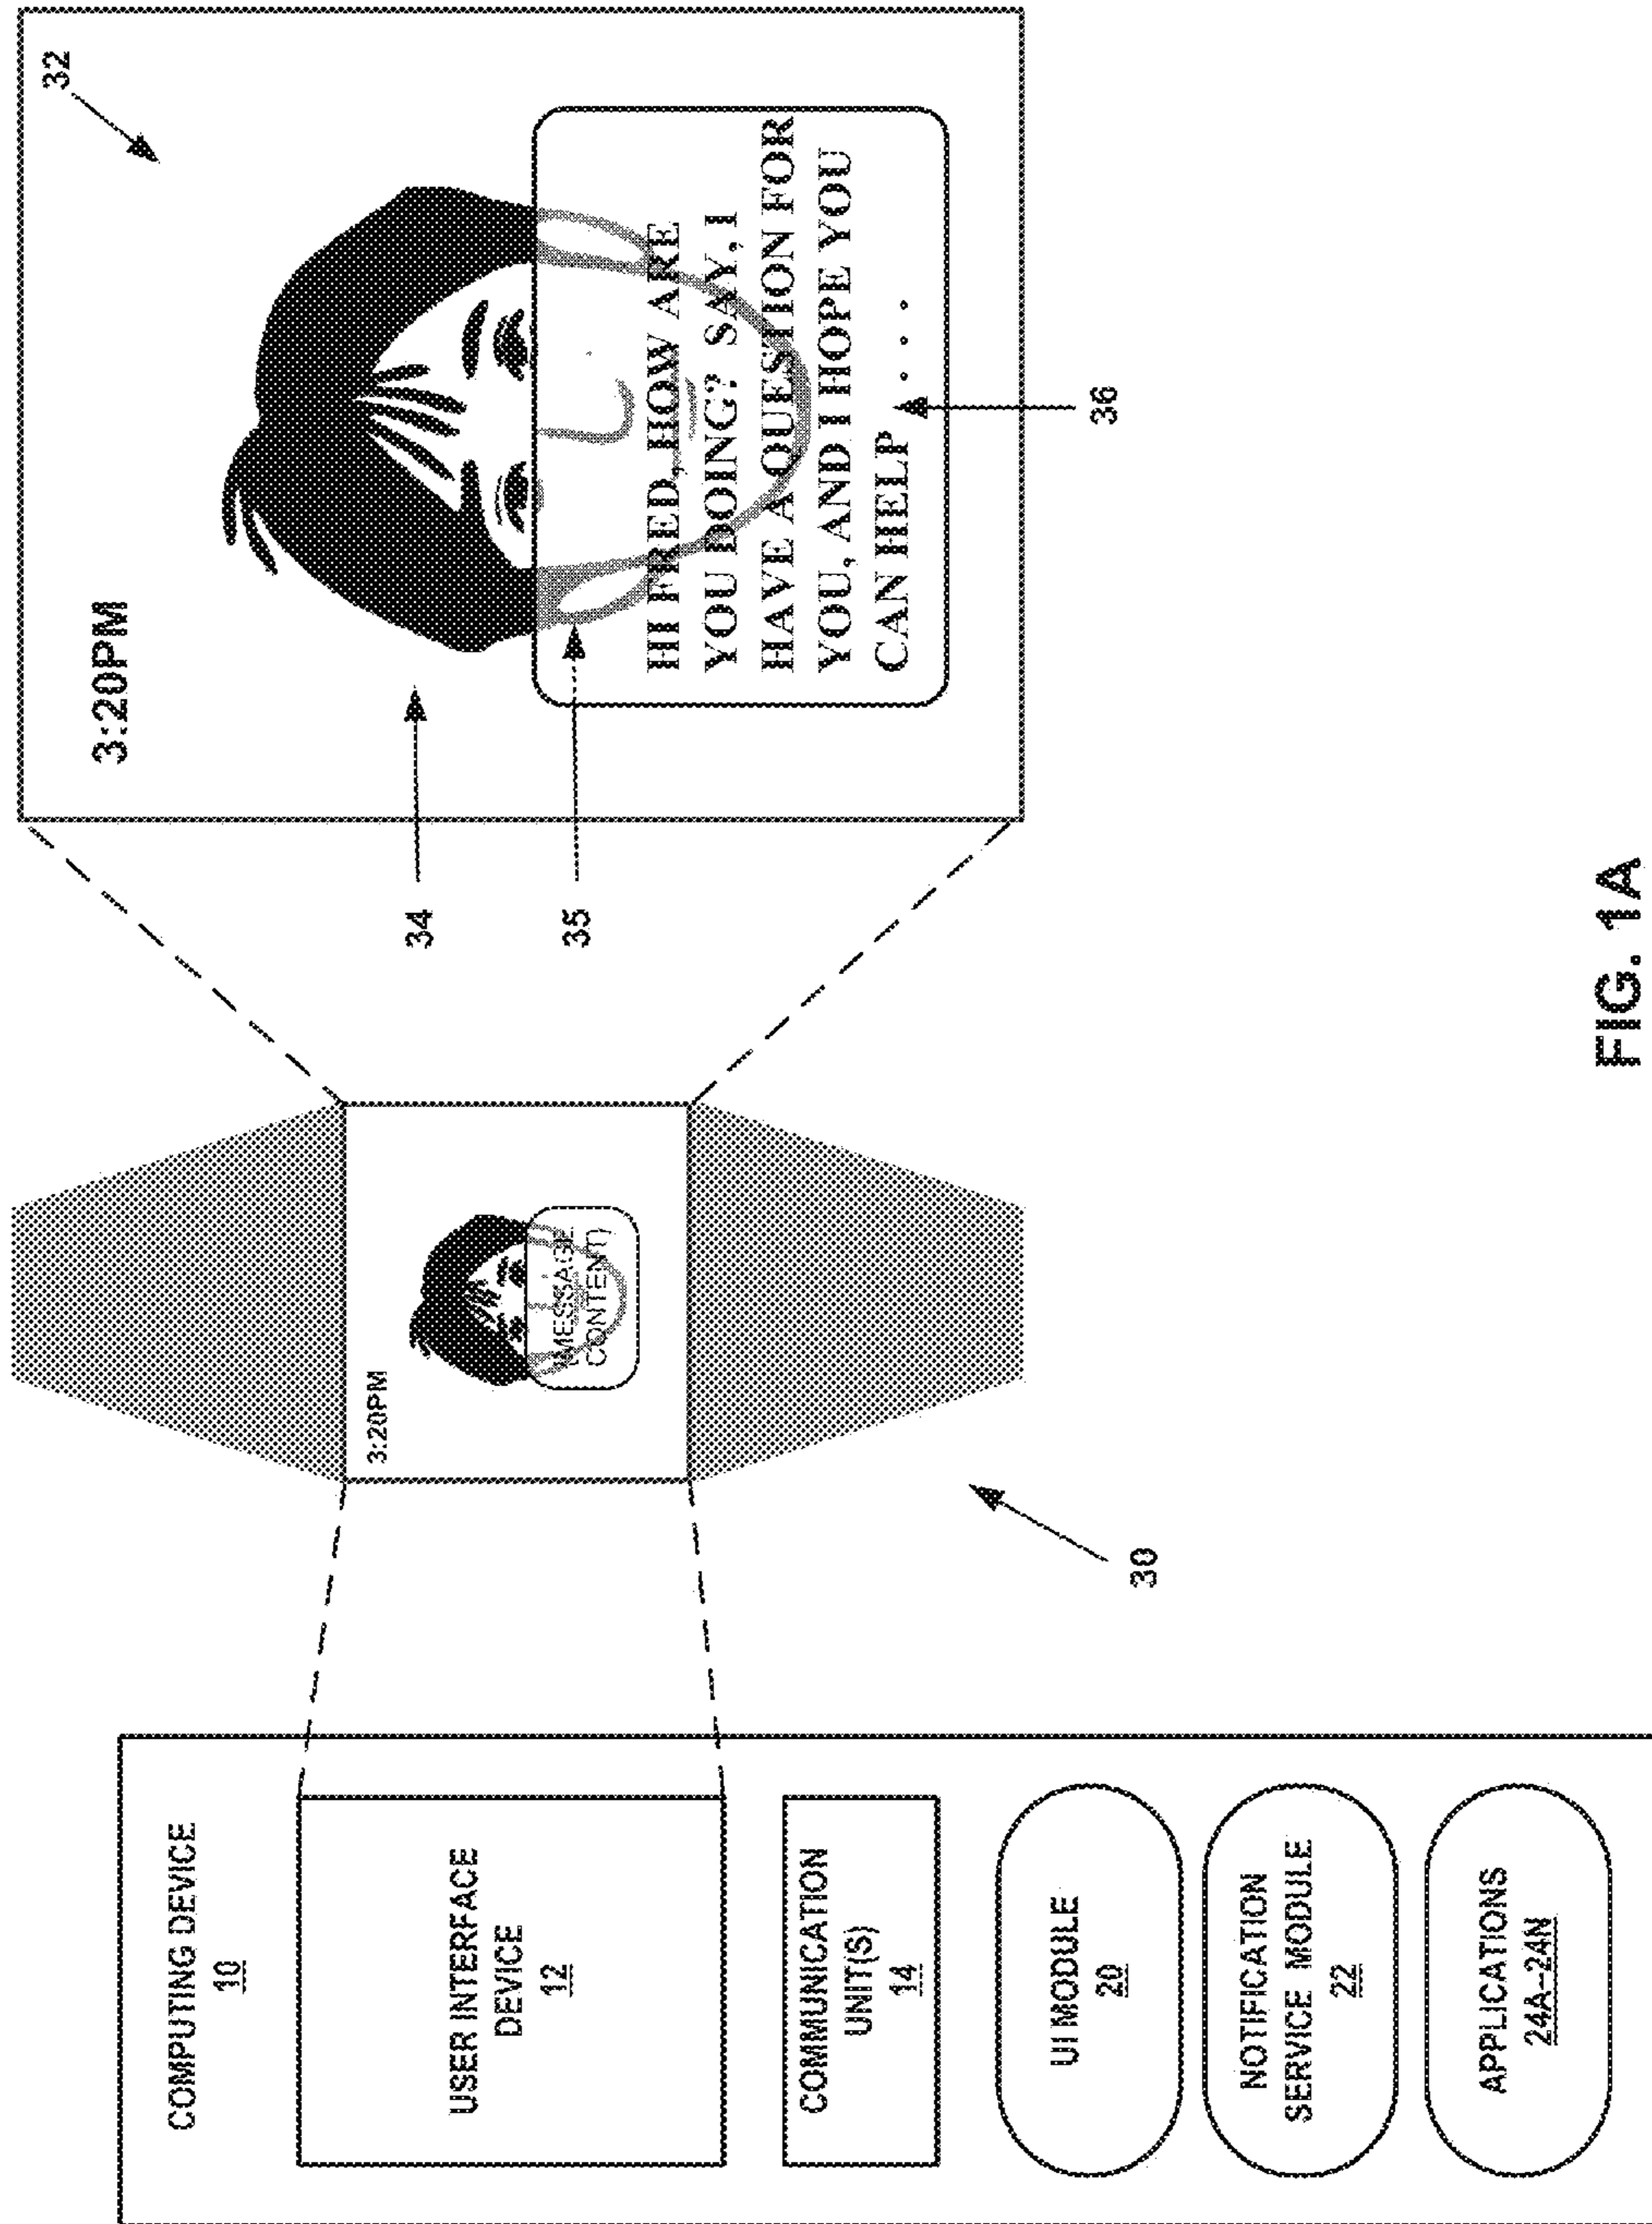 COMPUTING DEVICE
10
USER INTERFACE
DEVICE
12
COMMUNICATION
UNIT(S)
14
UI MODULE
20
NOTIFICATION
SERVICE MODULE
22
APPLICATIONS
24A–24N
3:20PM
(MESSAGE
CONTENT)
30
3:20PM
32
34
35
HI FRED, HOW ARE
YOU DOING? SAY, I
HAVE A QUESTION FOR
YOU, AND I HOPE YOU
CAN HELP . . . .
36
FIG. 1A